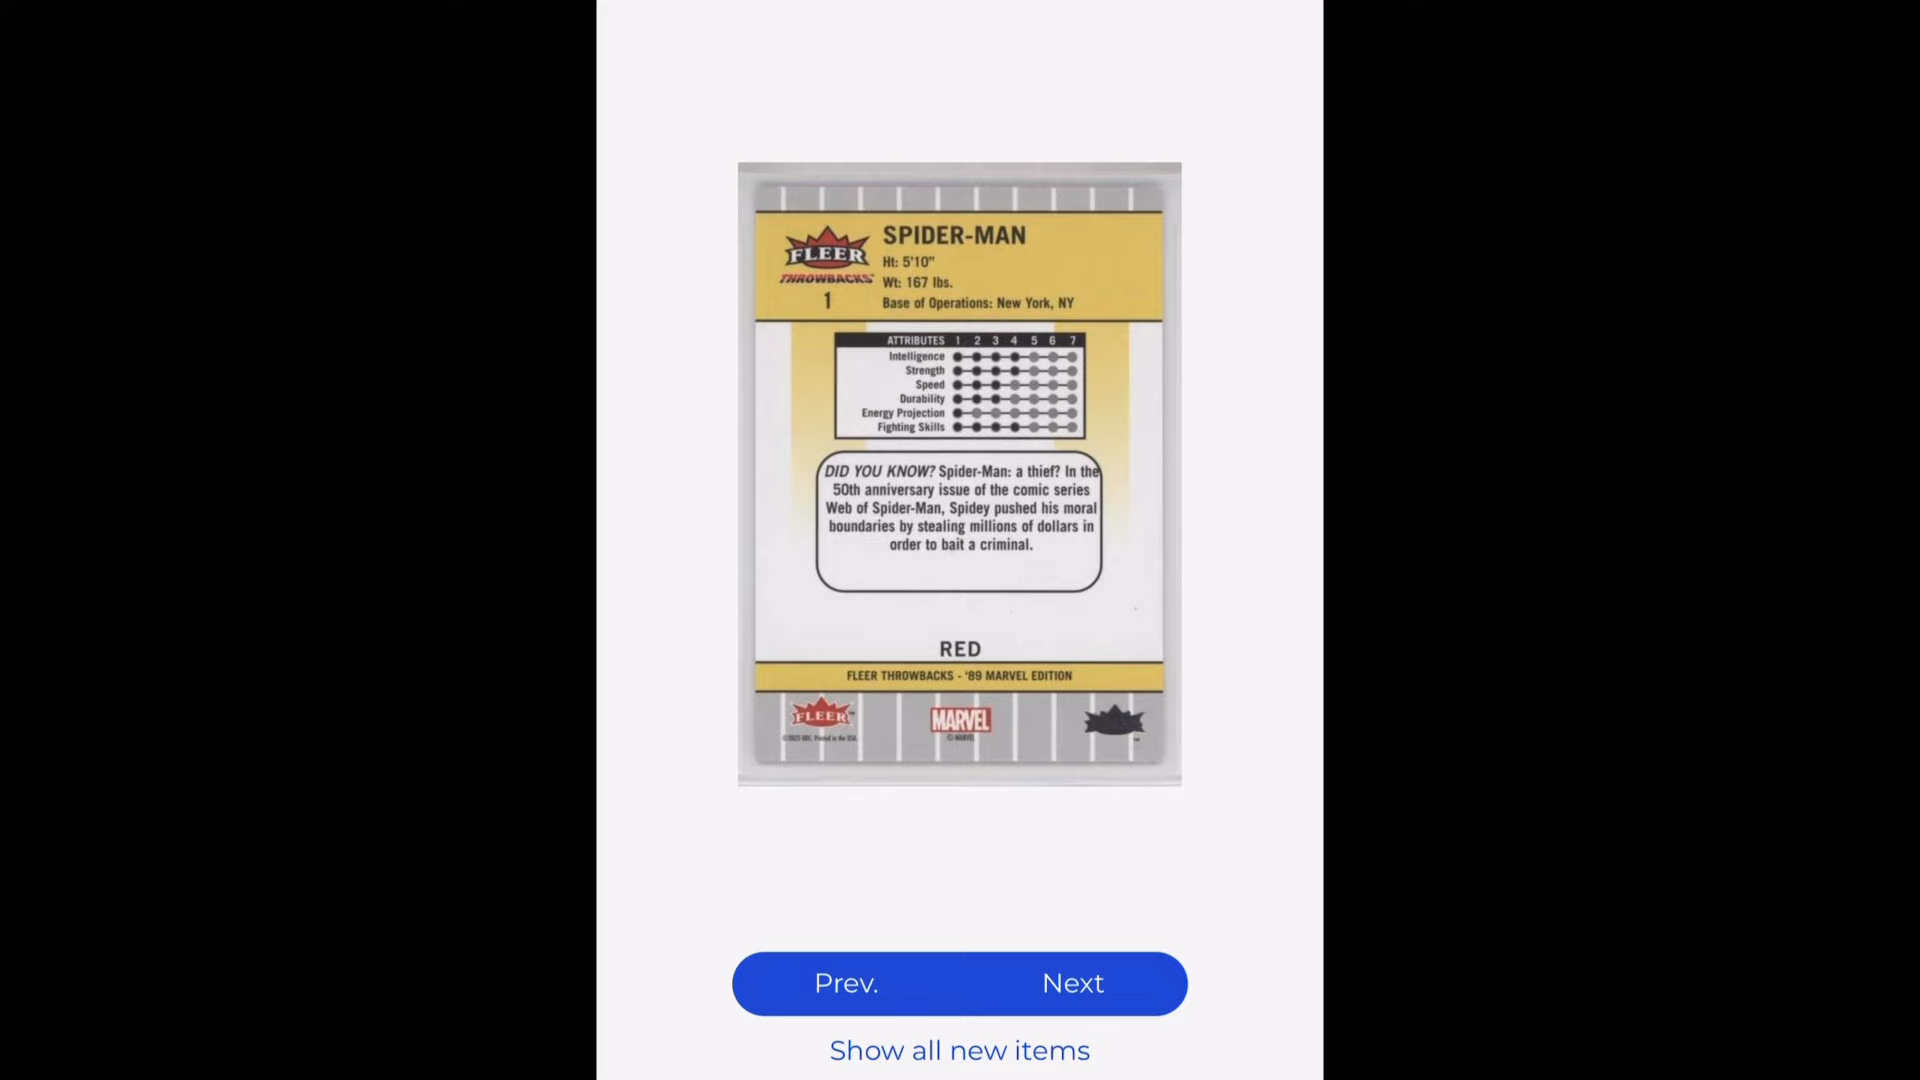 SPIDER-MAN
FLEER
THROWBACKS
1
Ht: 5'10"
Wt: 167 lbs.
Base of Operations: New York, NY
ATTRIBUTES 1 2 3 4 5 6 7
Intelligence
Strength
Speed
Durability
Energy Projection
Fighting Skills
DID YOU KNOW? Spider-Man: a thief? In the
50th anniversary issue of the comic series
Web of Spider-Man, Spidey pushed his moral
boundaries by stealing millions of dollars in
order to bait a criminal.
RED
FLEER THROWBACKS - '89 MARVEL EDITION
FLEER
MARVEL
© MARVEL
Prev.
Next
Show all new items